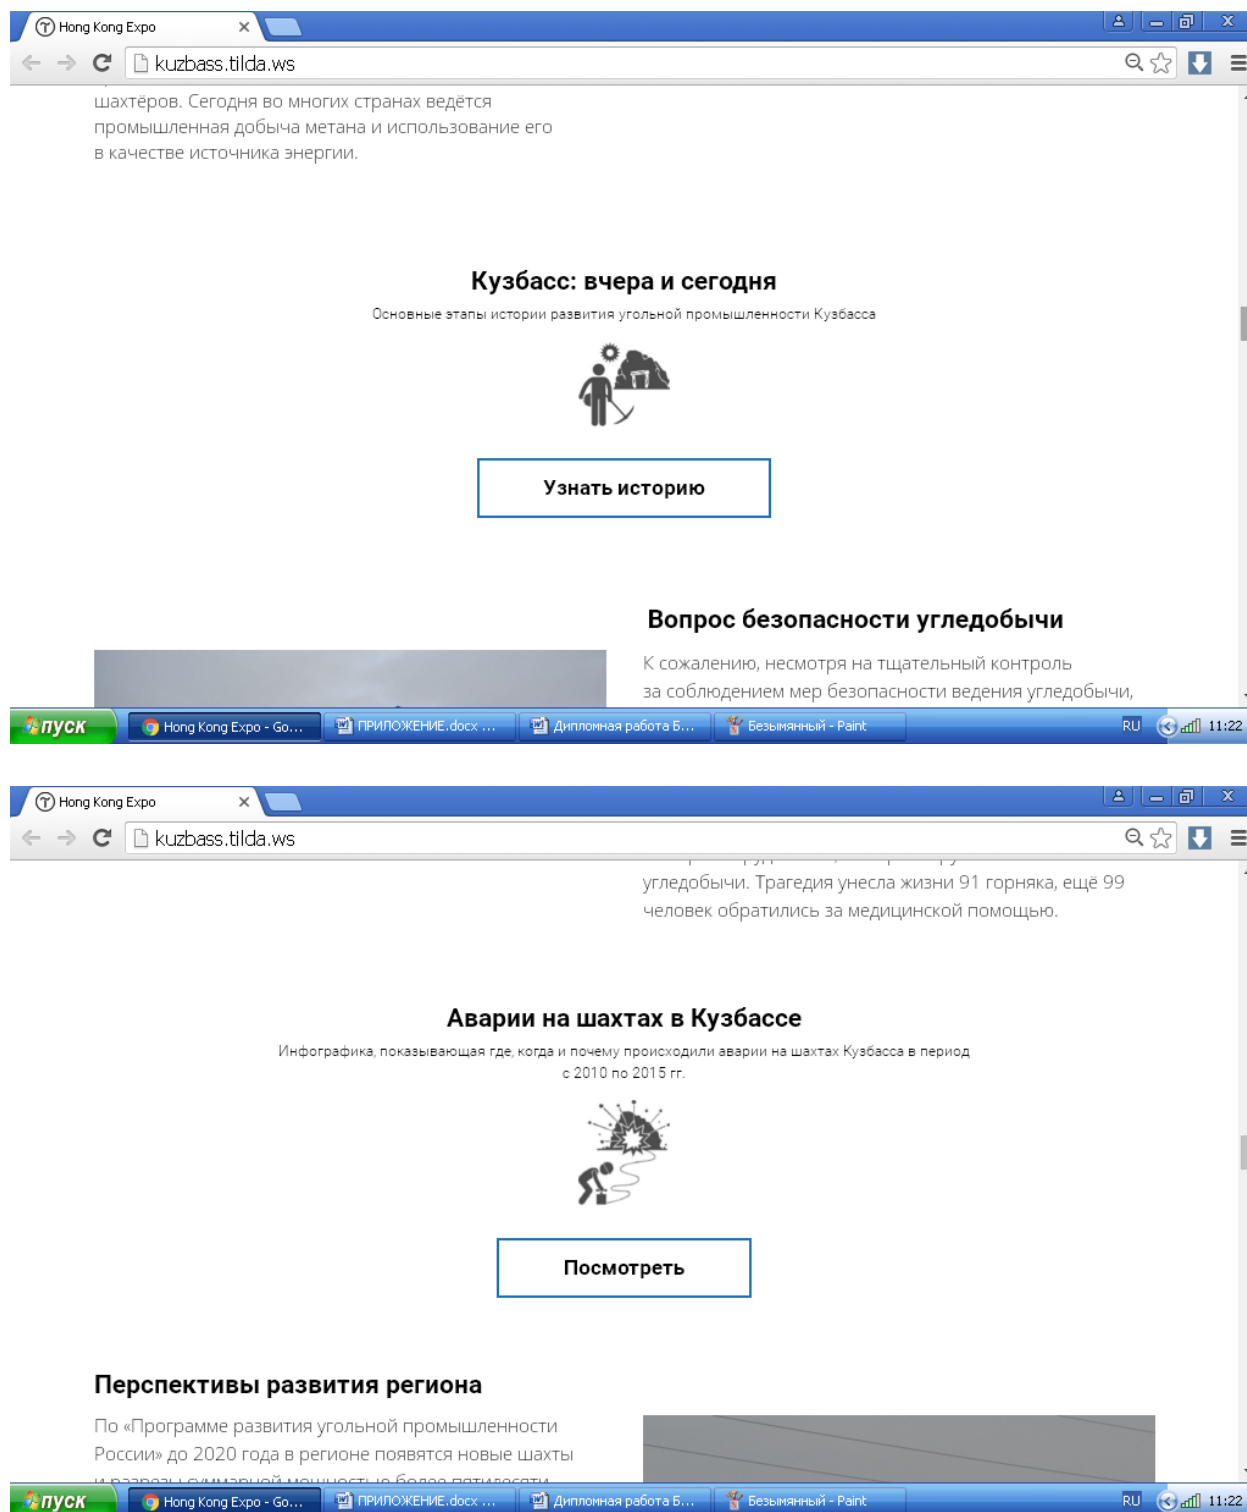 Hong Kong Expo
kuzbass.tilda.ws
шахтёров. Сегодня во многих странах ведётся
промышленная добыча метана и использование его
в качестве источника энергии.
Кузбасс: вчера и сегодня
Основные этапы истории развития угольной промышленности Кузбасса
Узнать историю
Вопрос безопасности угледобычи
К сожалению, несмотря на тщательный контроль
за соблюдением мер безопасности ведения угледобычи,
пуск
Hong Kong Expo - Go...
ПРИЛОЖЕНИЕ.docx ...
Дипломная работа Б...
Безымянный - Paint
RU
11:22
Hong Kong Expo
kuzbass.tilda.ws
угледобычи. Трагедия унесла жизни 91 горняка, ещё 99
человек обратились за медицинской помощью.
Аварии на шахтах в Кузбассе
Инфографика, показывающая где, когда и почему происходили аварии на шахтах Кузбасса в период
с 2010 по 2015 гг.
Посмотреть
Перспективы развития региона
По «Программе развития угольной промышленности
России» до 2020 года в регионе появятся новые шахты
и разрезы суммарной мощностью более пятидесяти
пуск
Hong Kong Expo - Go...
ПРИЛОЖЕНИЕ.docx ...
Дипломная работа Б...
Безымянный - Paint
RU
11:22